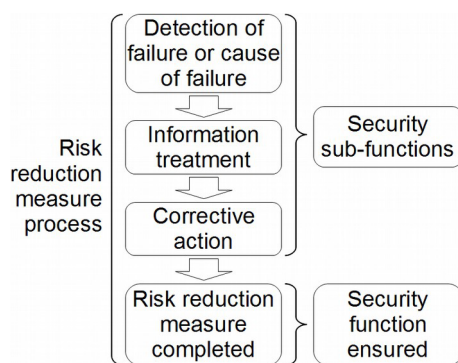 Detection of
failure or cause
of failure
Information
treatment
Corrective
action
Risk reduction
measure
completed
Risk
reduction
measure
process
Security
sub-functions
Security
function
ensured